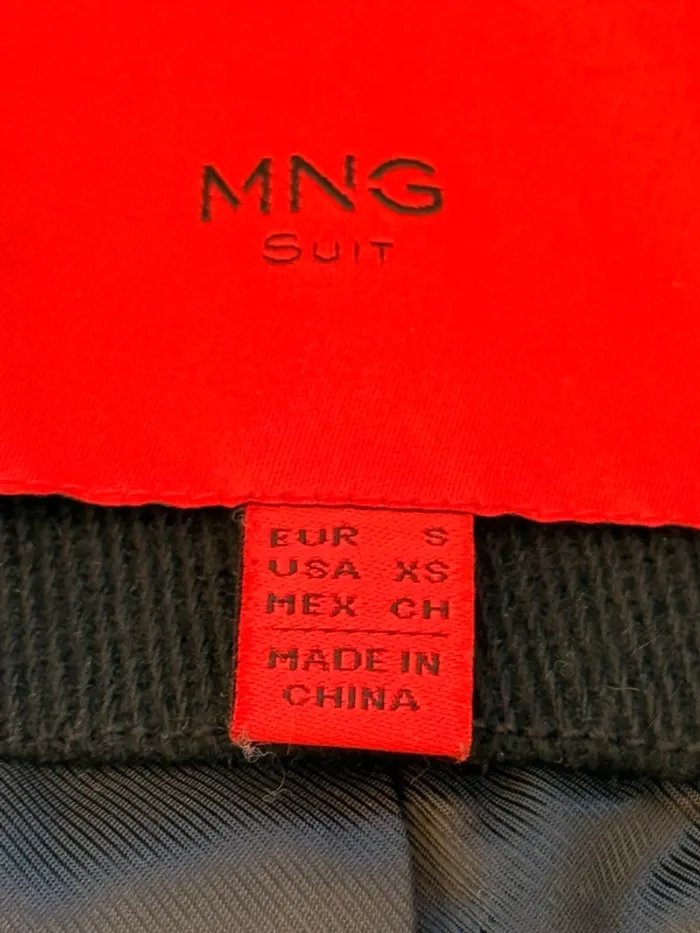 MNG
SUIT
EUR S
USA XS
MEX CH
MADE IN
CHINA